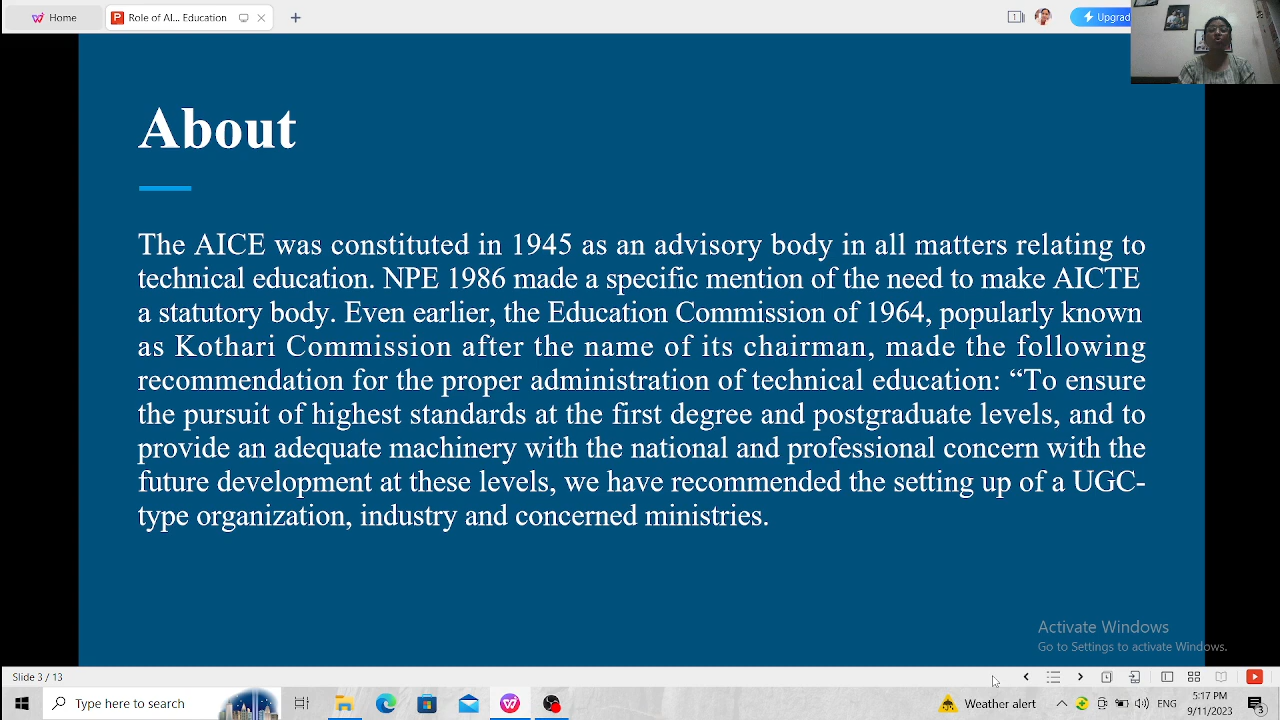 Home
Role of AI... Education
1
Upgrad
About
The AICE was constituted in 1945 as an advisory body in all matters relating to
technical education. NPE 1986 made a specific mention of the need to make AICTE
a statutory body. Even earlier, the Education Commission of 1964, popularly known
as Kothari Commission after the name of its chairman, made the following
recommendation for the proper administration of technical education: “To ensure
the pursuit of highest standards at the first degree and postgraduate levels, and to
provide an adequate machinery with the national and professional concern with the
future development at these levels, we have recommended the setting up of a UGC-
type organization, industry and concerned ministries.
Activate Windows
Go to Settings to activate Windows.
Slide 3 / 13
Type here to search
Weather alert
ENG
5:17 PM
9/11/2023
3